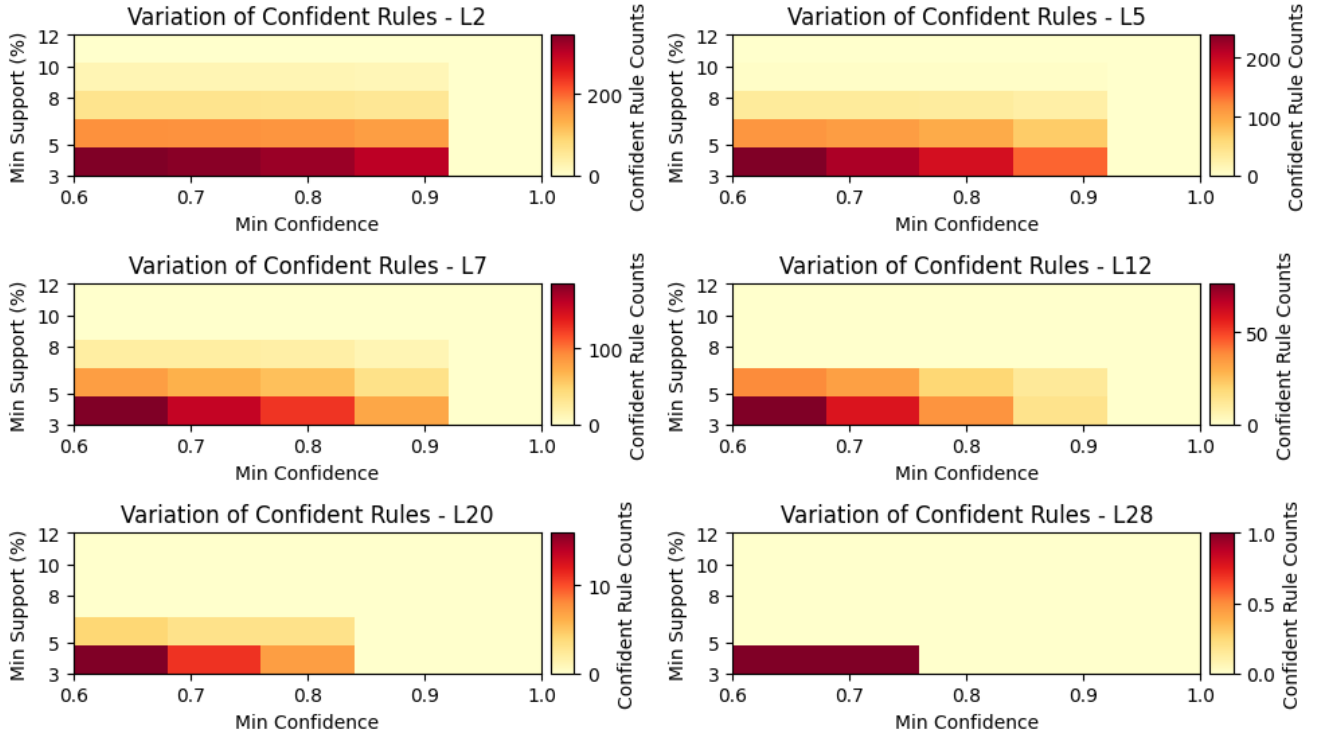 Variation of Confident Rules - L2
Min Support (%)
12
10
8
5
3
0.6 0.7 0.8 0.9 1.0
Min Confidence
200
0
Confident Rule Counts
Variation of Confident Rules - L5
Min Support (%)
12
10
8
5
3
0.6 0.7 0.8 0.9 1.0
Min Confidence
200
100
0
Confident Rule Counts
Variation of Confident Rules - L7
Min Support (%)
12
10
8
5
3
0.6 0.7 0.8 0.9 1.0
Min Confidence
100
0
Confident Rule Counts
Variation of Confident Rules - L12
Min Support (%)
12
10
8
5
3
0.6 0.7 0.8 0.9 1.0
Min Confidence
50
0
Confident Rule Counts
Variation of Confident Rules - L20
Min Support (%)
12
10
8
5
3
0.6 0.7 0.8 0.9 1.0
Min Confidence
10
0
Confident Rule Counts
Variation of Confident Rules - L28
Min Support (%)
12
10
8
5
3
0.6 0.7 0.8 0.9 1.0
Min Confidence
1.0
0.5
0.0
Confident Rule Counts